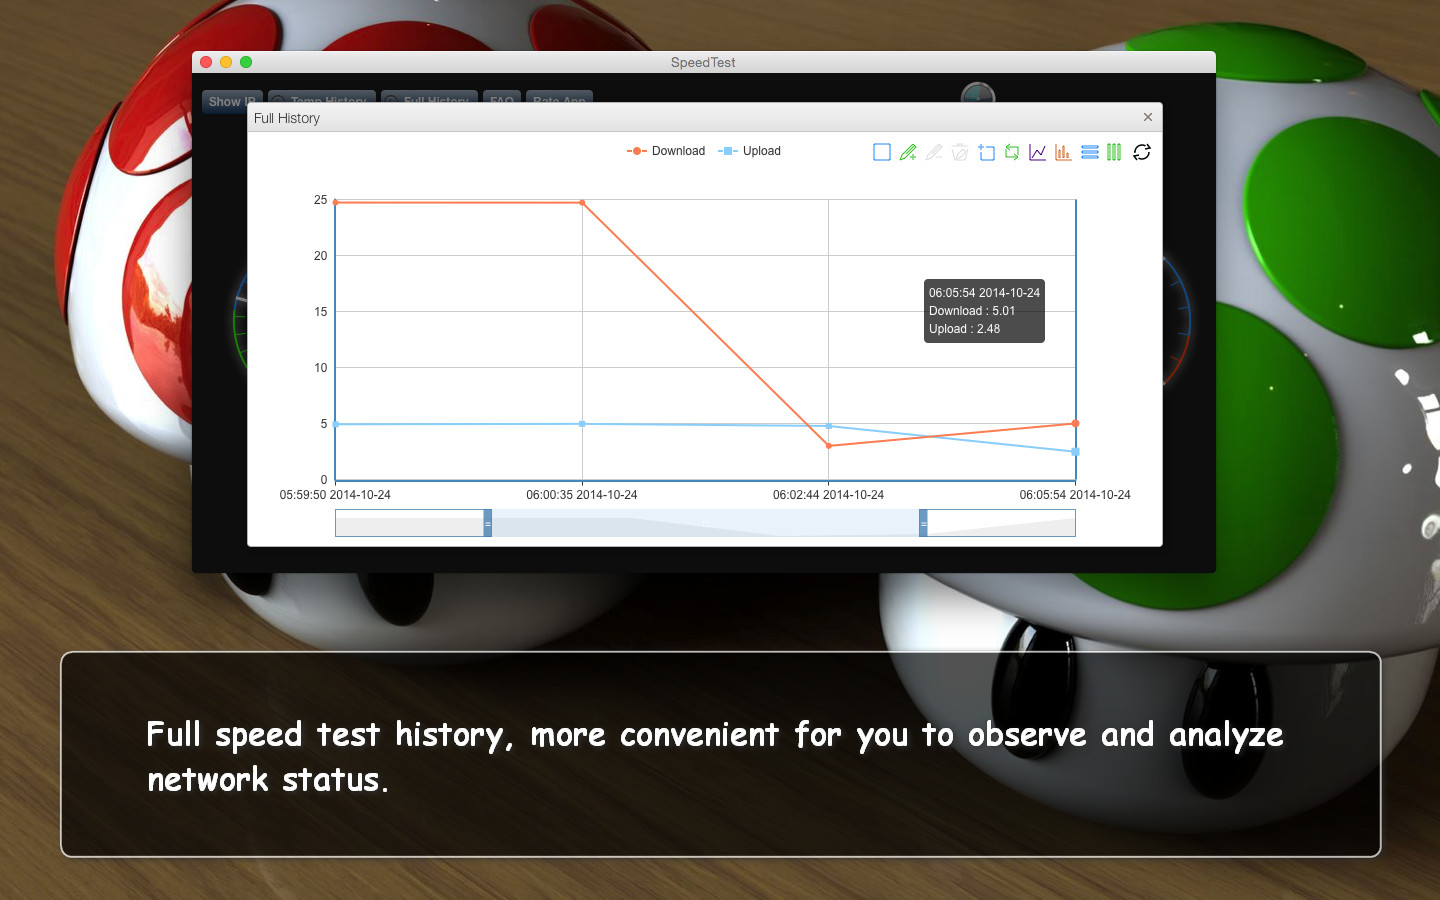 SpeedTest
Show IP Temp History Full History FAQ Rate App
Full History
Download Upload
25
20
15
10
5
0
06:05:54 2014-10-24
Download : 5.01
Upload : 2.48
05:59:50 2014-10-24 06:00:35 2014-10-24 06:02:44 2014-10-24 06:05:54 2014-10-24
Full speed test history, more convenient for you to observe and analyze
network status.